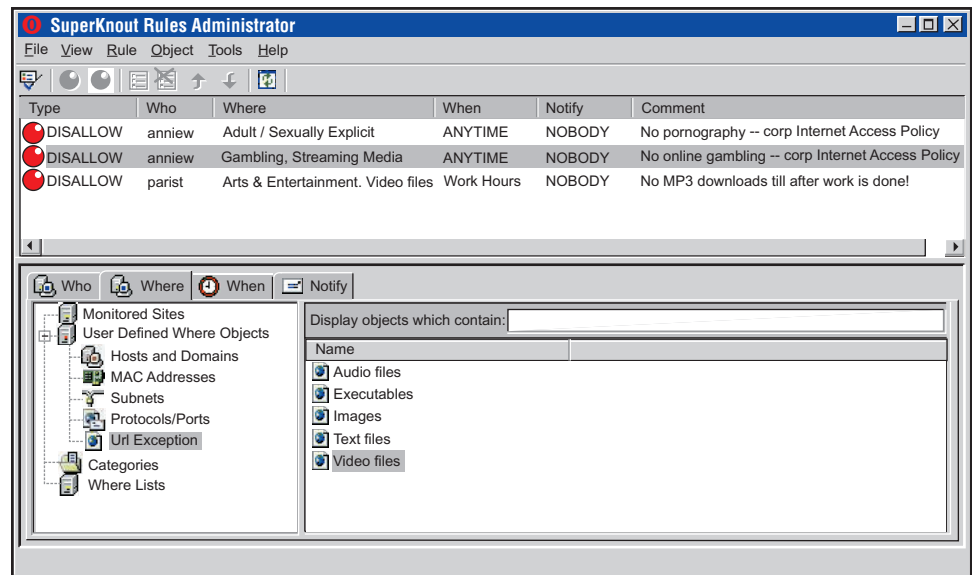 SuperKnout Rules Administrator
File View Rule Object Tools Help
Type Who Where When Notify Comment
DISALLOW anniew Adult / Sexually Explicit ANYTIME NOBODY No pornography -- corp Internet Access Policy
DISALLOW anniew Gambling, Streaming Media ANYTIME NOBODY No online gambling -- corp Internet Access Policy
DISALLOW parist Arts & Entertainment. Video files Work Hours NOBODY No MP3 downloads till after work is done!
Who Where When Notify
Monitored Sites
User Defined Where Objects
Hosts and Domains
MAC Addresses
Subnets
Protocols/Ports
Url Exception
Categories
Where Lists
Display objects which contain:
Name
Audio files
Executables
Images
Text files
Video files